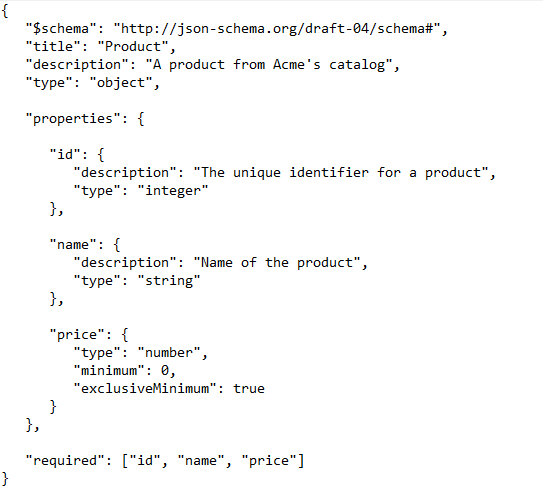 {
   "$schema": "http://json-schema.org/draft-04/schema#",
   "title": "Product",
   "description": "A product from Acme's catalog",
   "type": "object",

   "properties": {

      "id": {
         "description": "The unique identifier for a product",
         "type": "integer"
      },

      "name": {
         "description": "Name of the product",
         "type": "string"
      },

      "price": {
         "type": "number",
         "minimum": 0,
         "exclusiveMinimum": true
      }
   },

   "required": ["id", "name", "price"]
}